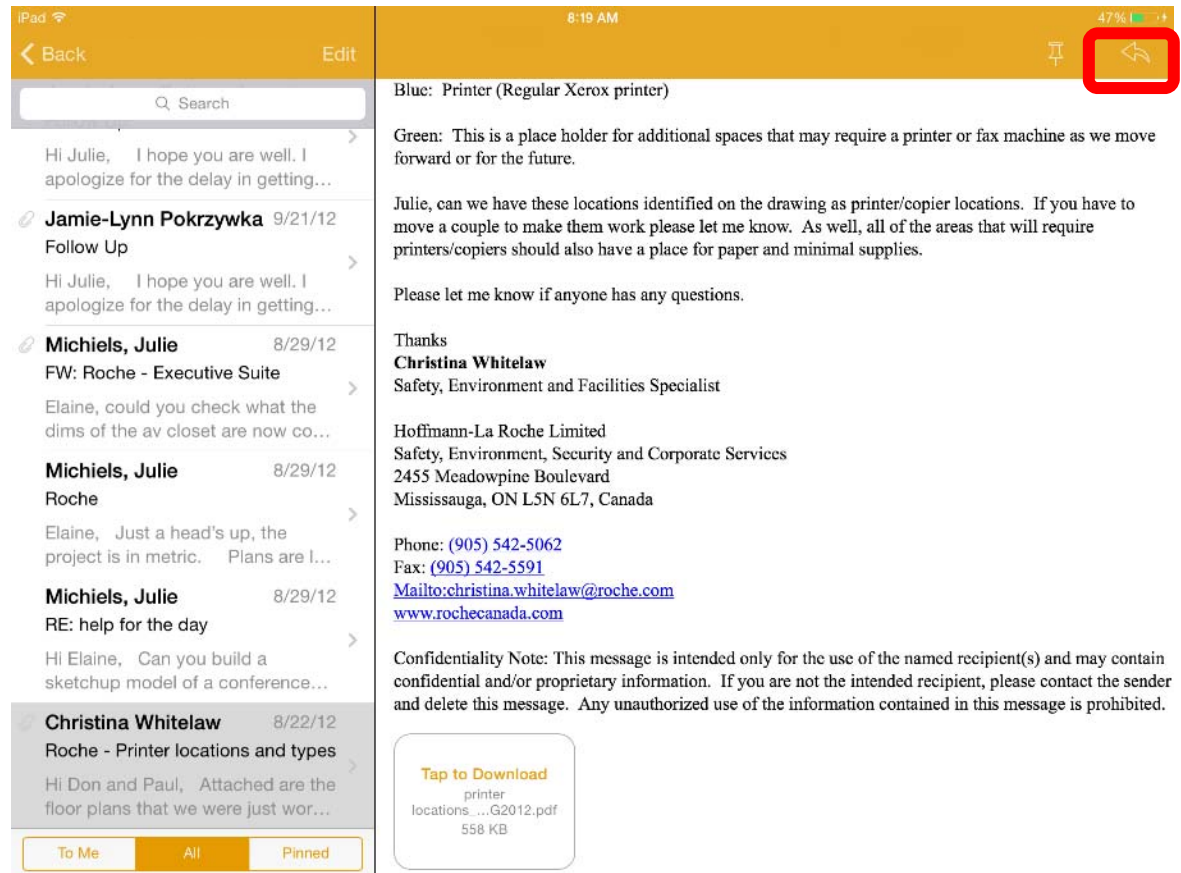 iPad
8:19 AM
47%
Back
Edit
Search
Hi Julie, I hope you are well. I
apologize for the delay in getting...
Jamie-Lynn Pokrzywka 9/21/12
Follow Up
Hi Julie, I hope you are well. I
apologize for the delay in getting...
Michiels, Julie 8/29/12
FW: Roche - Executive Suite
Elaine, could you check what the
dims of the av closet are now co...
Michiels, Julie 8/29/12
Roche
Elaine, Just a head's up, the
project is in metric. Plans are I...
Michiels, Julie 8/29/12
RE: help for the day
Hi Elaine, Can you build a
sketchup model of a conference...
Christina Whitelaw 8/22/12
Roche - Printer locations and types
Hi Don and Paul, Attached are the
floor plans that we were just wor...
To Me
All
Pinned
Blue: Printer (Regular Xerox printer)
Green: This is a place holder for additional spaces that may require a printer or fax machine as we move
forward or for the future.
Julie, can we have these locations identified on the drawing as printer/copier locations. If you have to
move a couple to make them work please let me know. As well, all of the areas that will require
printers/copiers should also have a place for paper and minimal supplies.
Please let me know if anyone has any questions.
Thanks
Christina Whitelaw
Safety, Environment and Facilities Specialist
Hoffmann-La Roche Limited
Safety, Environment, Security and Corporate Services
2455 Meadowpine Boulevard
Mississauga, ON L5N 6L7, Canada
Phone: (905) 542-5062
Fax: (905) 542-5591
Mailto:christina.whitelaw@roche.com
www.rochecanada.com
Confidentiality Note: This message is intended only for the use of the named recipient(s) and may contain
confidential and/or proprietary information. If you are not the intended recipient, please contact the sender
and delete this message. Any unauthorized use of the information contained in this message is prohibited.
Tap to Download
printer
locations_...G2012.pdf
558 KB